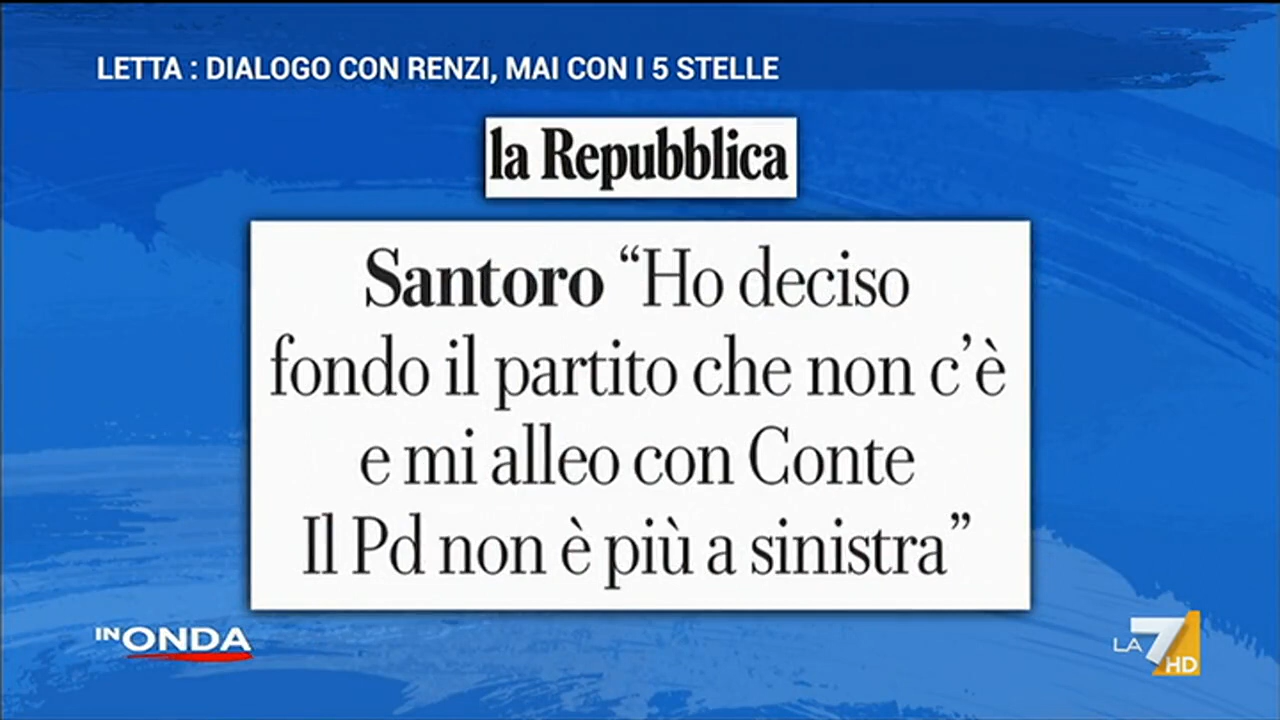 LETTA : DIALOGO CON RENZI, MAI CON I 5 STELLE
la Repubblica
Santoro “Ho deciso
fondo il partito che non c’è
e mi alleo con Conte
Il Pd non è più a sinistra”
IN ONDA
LA 7 HD